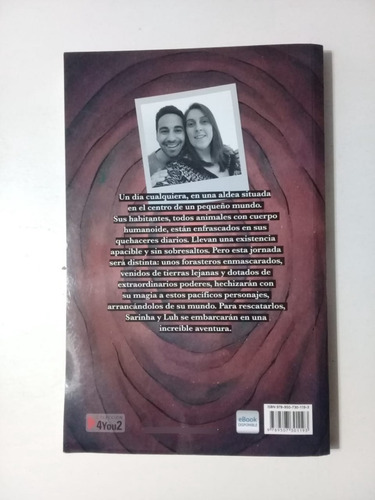 Un día cualquiera, en una aldea situada
en el centro de un pequeño mundo.
Sus habitantes, todos animales con cuerpo
humanoide, están enfrascados en sus
quehaceres diarios. Llevan una existencia
apacible y sin sobresaltos. Pero esta jornada
será distinta: unos forasteros enmascarados,
venidos de tierras lejanas y dotados de
extraordinarios poderes, hechizarán con
su magia a estos pacíficos personajes,
arrancándolos de su mundo. Para rescatarlos,
Sarinha y Luh se embarcarán en una
increíble aventura.
4You2
eBook
DISPONIBLE